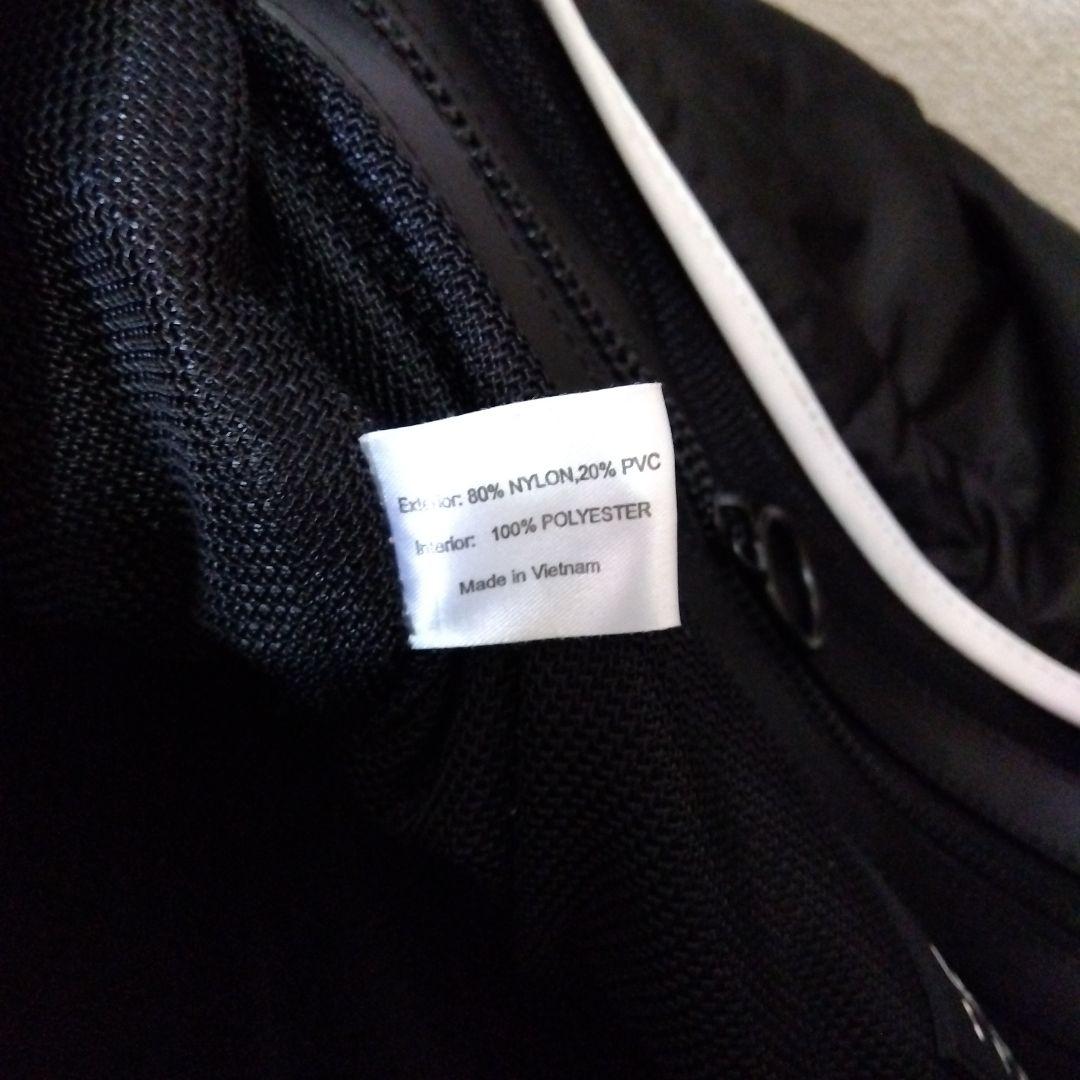 Exterior: 80% NYLON,20% PVC
Interior: 100% POLYESTER
Made in Vietnam